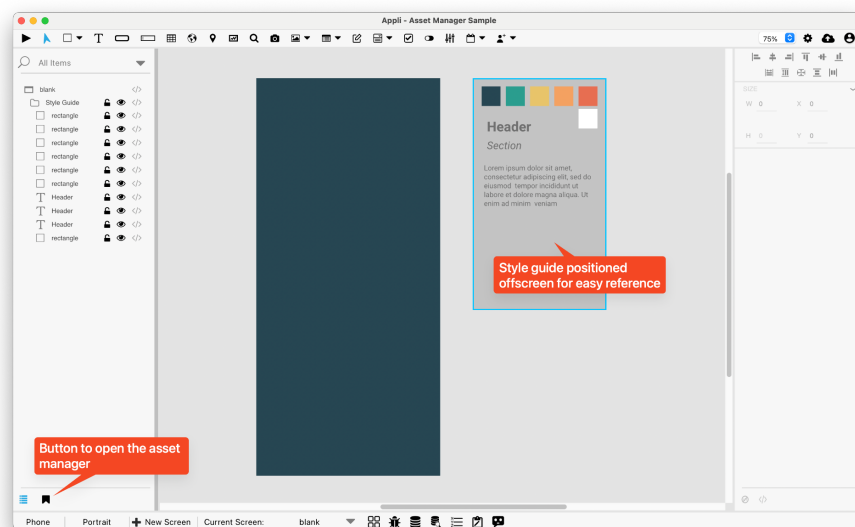 Appli - Asset Manager Sample
T
75%
All Items
blank </>
Style Guide </>
rectangle </>
rectangle </>
rectangle </>
rectangle </>
rectangle </>
rectangle </>
T Header </>
T Header </>
T Header </>
rectangle </>
Header
Section
Lorem ipsum dolor sit amet,
consectetur adipiscing elit, sed do
eiusmod tempor incididunt ut
labore et dolore magna aliqua. Ut
enim ad minim veniam
Style guide positioned
offscreen for easy reference
Button to open the asset
manager
SIZE
W 0 X 0
H 0 Y 0
</>
Phone Portrait New Screen Current Screen: blank